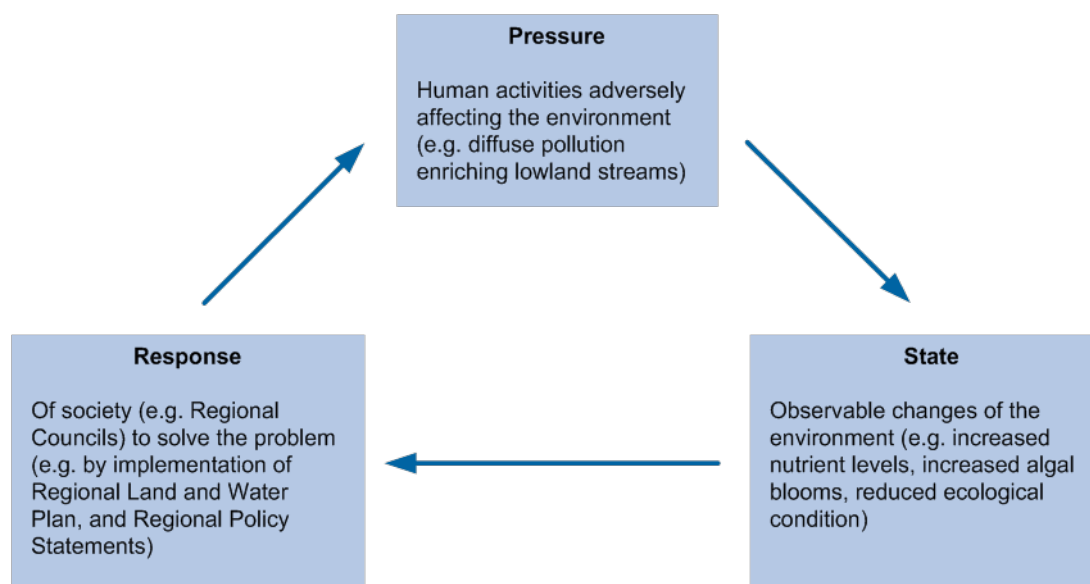 Pressure
Human activities adversely
affecting the environment
(e.g. diffuse pollution
enriching lowland streams)
Response
Of society (e.g. Regional
Councils) to solve the problem
(e.g. by implementation of
Regional Land and Water
Plan, and Regional Policy
Statements)
State
Observable changes of the
environment (e.g. increased
nutrient levels, increased algal
blooms, reduced ecological
condition)